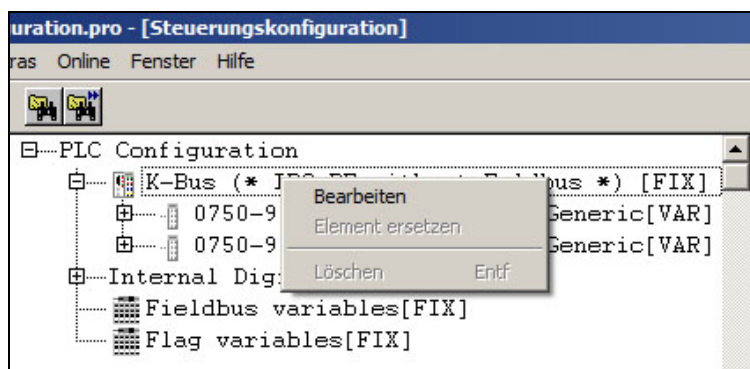 uration.pro - [Steuerungskonfiguration]
ras Online Fenster Hilfe
PLC Configuration
K-Bus (* bus *) [FIX]
0750-9 Generic[VAR]
0750-9 Generic[VAR]
Internal Dig
Fieldbus variables[FIX]
Flag variables[FIX]
Bearbeiten
Element ersetzen
Löschen Entf